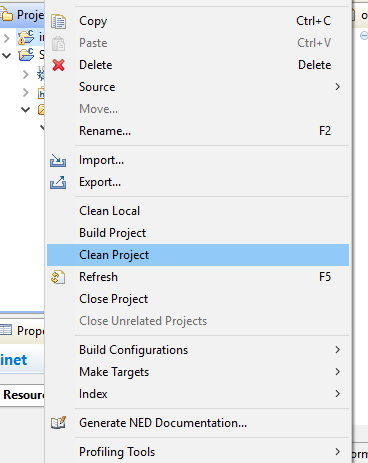 Proje
Copy Ctrl+C
Paste Ctrl+V
Delete Delete
Source
Move...
Rename... F2
Import...
Export...
Clean Local
Build Project
Clean Project
Refresh F5
Close Project
Close Unrelated Projects
Prope
Build Configurations
inet
Make Targets
Resour
Index
Generate NED Documentation...
Profiling Tools